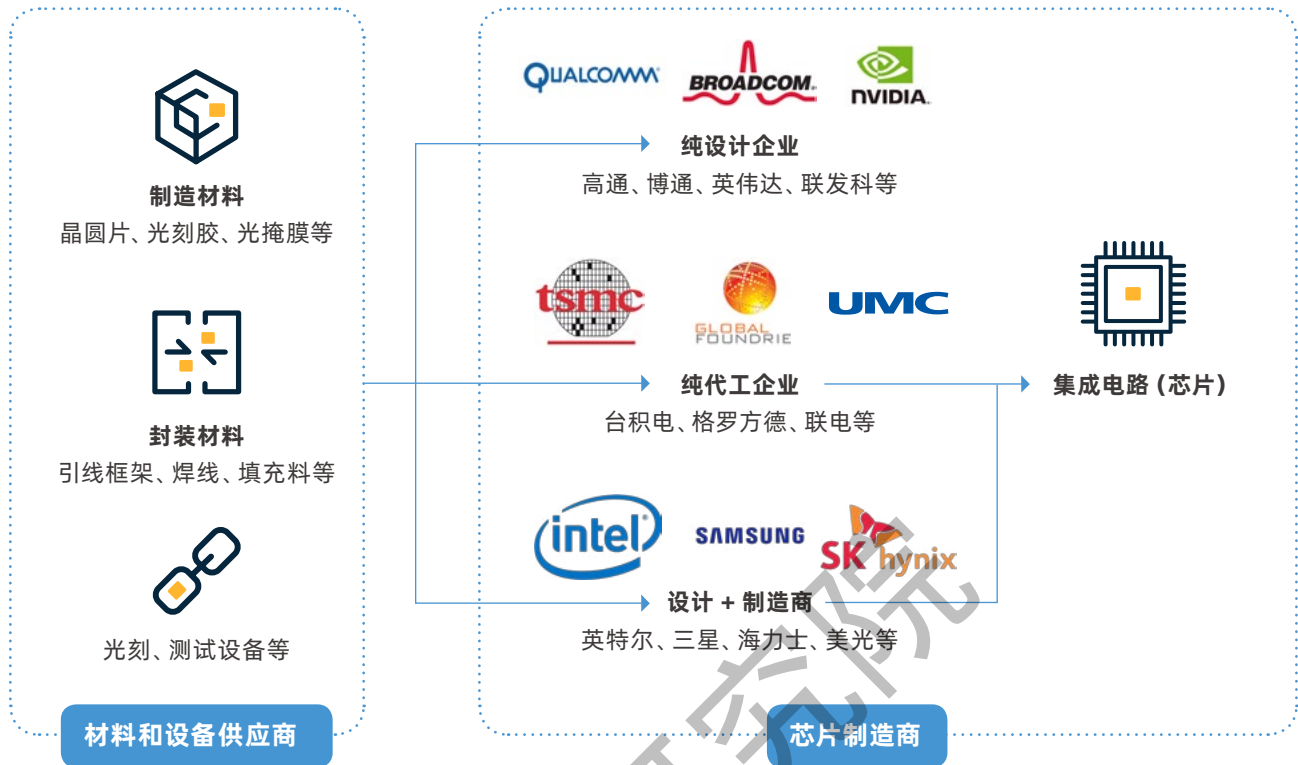 制造材料
晶圆片、光刻胶、光掩膜等
封装材料
引线框架、焊线、填充料等
光刻、测试设备等
材料和设备供应商
QUALCOMM
BROADCOM.
NVIDIA.
纯设计企业
高通、博通、英伟达、联发科等
tsmc
GLOBAL
FOUNDRIE
UMC
纯代工企业
台积电、格罗方德、联电等
intel
SAMSUNG
SK hynix
设计 + 制造商
英特尔、三星、海力士、美光等
集成电路 (芯片)
芯片制造商
究院